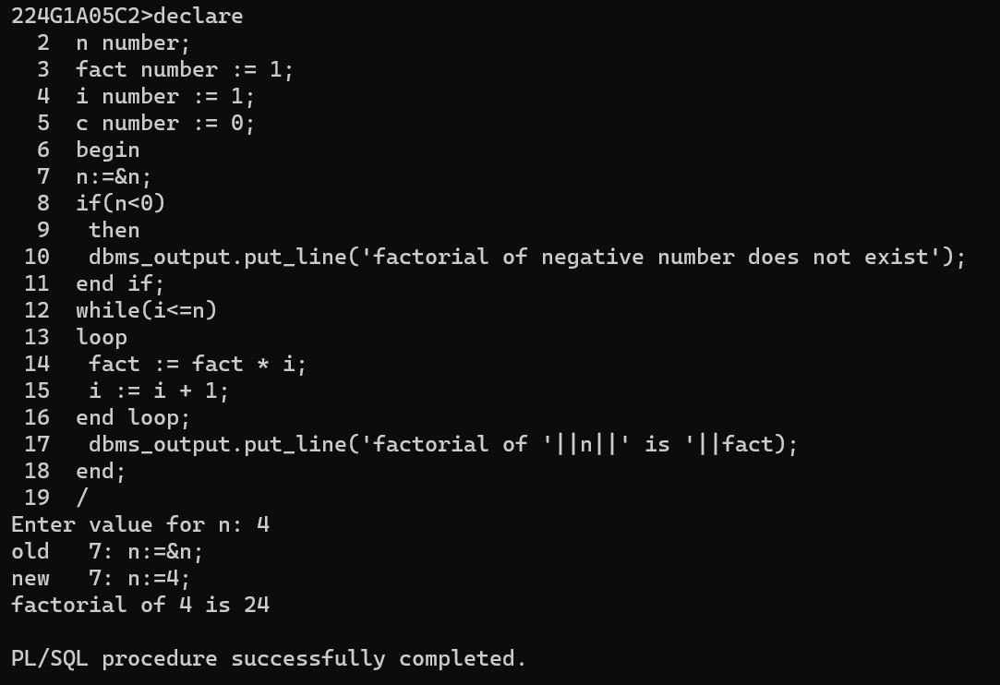 224G1A05C2>declare
  2  n number;
  3  fact number := 1;
  4  i number := 1;
  5  c number := 0;
  6  begin
  7  n:=&n;
  8  if(n<0)
  9   then
 10   dbms_output.put_line('factorial of negative number does not exist');
 11  end if;
 12  while(i<=n)
 13  loop
 14   fact := fact * i;
 15   i := i + 1;
 16  end loop;
 17   dbms_output.put_line('factorial of '||n||' is '||fact);
 18  end;
 19  /
Enter value for n: 4
old   7: n:=&n;
new   7: n:=4;
factorial of 4 is 24

PL/SQL procedure successfully completed.